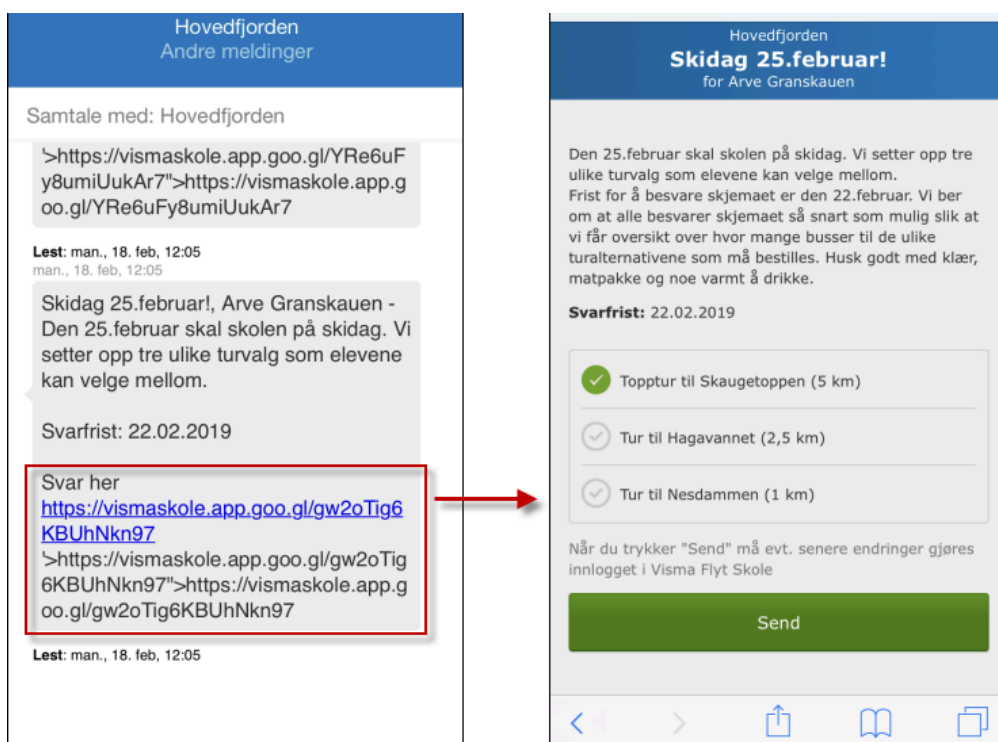 Hovedfjorden
Andre meldinger
Samtale med: Hovedfjorden
'>https://vismaskole.app.goo.gl/YRe6uF
y8umiUukAr7">https://vismaskole.app.g
oo.gl/YRe6uFy8umiUukAr7
Lest: man., 18. feb, 12:05
man., 18. feb, 12:05
Skidag 25.februar!, Arve Granskauen -
Den 25.februar skal skolen på skidag. Vi
setter opp tre ulike turvalg som elevene
kan velge mellom.
Svarfrist: 22.02.2019
Svar her
https://vismaskole.app.goo.gl/gw2oTig6
KBUhNkn97
'>https://vismaskole.app.goo.gl/gw2oTig
6KBUhNkn97">https://vismaskole.app.g
oo.gl/gw2oTig6KBUhNkn97
Lest: man., 18. feb, 12:05
Hovedfjorden
Skidag 25.februar!
for Arve Granskauen
Den 25.februar skal skolen på skidag. Vi setter opp tre
ulike turvalg som elevene kan velge mellom.
Frist for å besvare skjemaet er den 22.februar. Vi ber
om at alle besvarer skjemaet så snart som mulig slik at
vi får oversikt over hvor mange busser til de ulike
turalternativene som må bestilles. Husk godt med klær,
matpakke og noe varmt å drikke.
Svarfrist: 22.02.2019
Topptur til Skaugetoppen (5 km)
Tur til Hagavannet (2,5 km)
Tur til Nesdammen (1 km)
Når du trykker "Send" må evt. senere endringer gjøres
innlogget i Visma Flyt Skole
Send